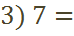 3) 7 =